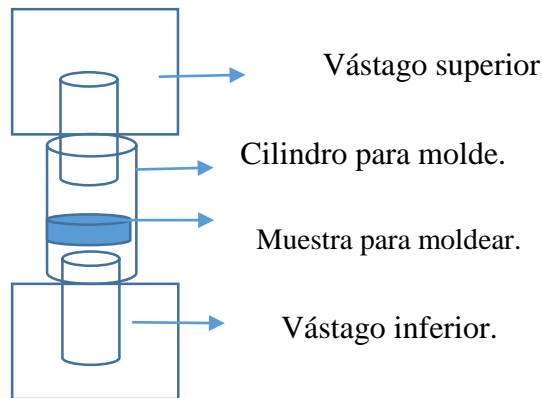 Vástago superior
Cilindro para molde.
Muestra para moldear.
Vástago inferior.